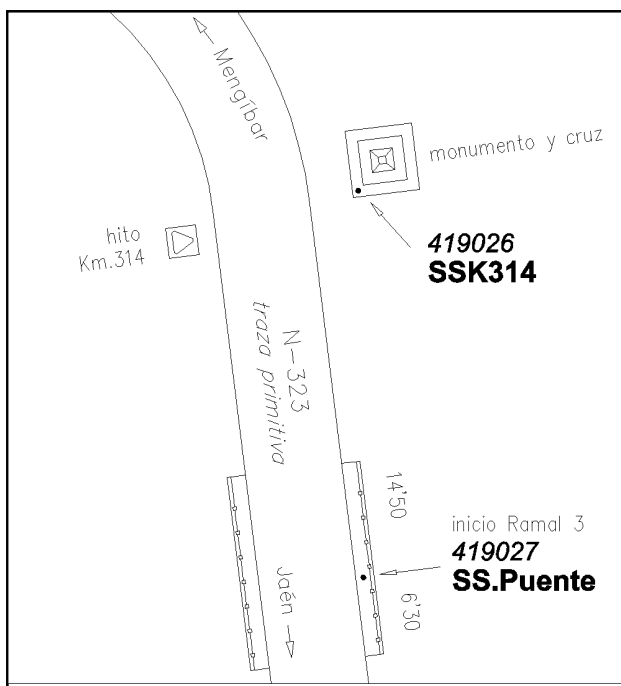 Mengíbar
monumento y cruz
hito
Km.314
419026
SSK314
N-323
traza primitiva
14'50
inicio Ramal 3
419027
SS.Puente
Jaén
6'30